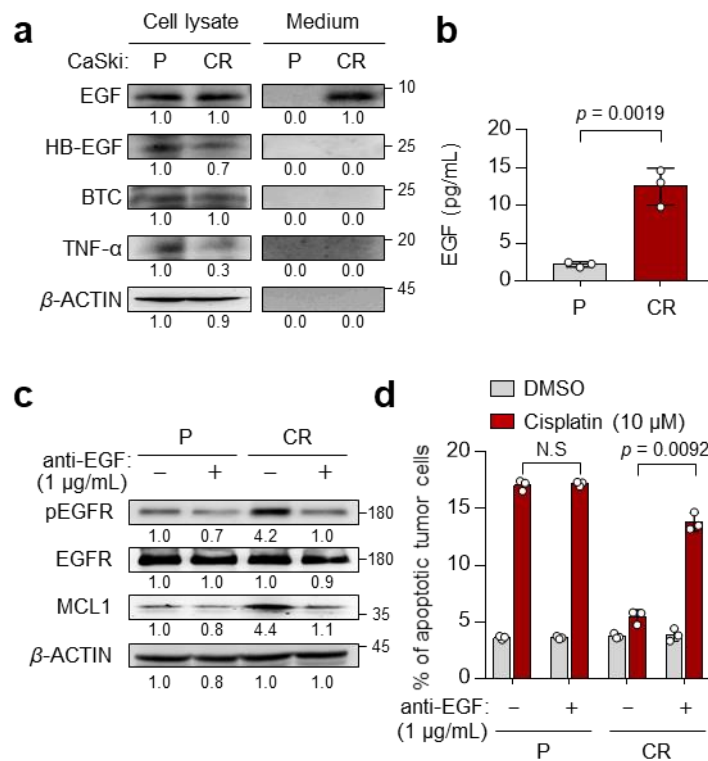 a
Cell lysate Medium
CaSki: P CR P CR
EGF 10
1.0 1.0 0.0 1.0
HB-EGF 25
1.0 0.7 0.0 0.0
BTC 25
1.0 1.0 0.0 0.0
TNF-α 20
1.0 0.3 0.0 0.0
β-ACTIN 45
1.0 0.9 0.0 0.0
b
p = 0.0019
EGF (pg/mL)
20
15
10
5
0
P CR
c
P CR
anti-EGF: − + − +
(1 μg/mL)
pEGFR 180
1.0 0.7 4.2 1.0
EGFR 180
1.0 1.0 1.0 0.9
MCL1 35
1.0 0.8 4.4 1.1
β-ACTIN 45
1.0 0.8 1.0 1.0
d
DMSO
Cisplatin (10 μM)
N.S p = 0.0092
% of apoptotic tumor cells
20
15
10
5
0
anti-EGF: − + − +
(1 μg/mL)
P CR